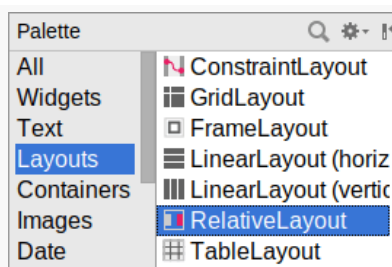 Palette
All
Widgets
Text
Layouts
Containers
Images
Date
ConstraintLayout
GridLayout
FrameLayout
LinearLayout (horiz
LinearLayout (vertic
RelativeLayout
TableLayout